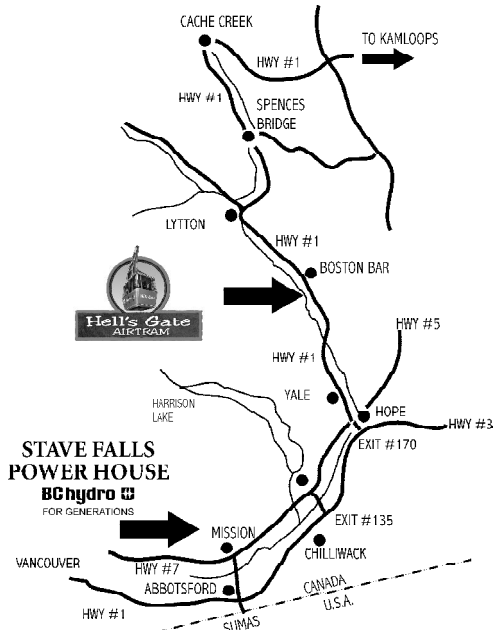 CACHE CREEK
TO KAMLOOPS
HWY #1
HWY #1
SPENCES
BRIDGE
LYTTON
HWY #1
BOSTON BAR
Hell's Gate
AIRTRAM
HWY #5
HWY #1
YALE
HARRISON
LAKE
HOPE
HWY #3
EXIT #170
STAVE FALLS
POWER HOUSE
BC hydro
FOR GENERATIONS
EXIT #135
MISSION
CHILLIWACK
VANCOUVER
HWY #7
ABBOTSFORD
CANADA
U.S.A.
HWY #1
SUMAS